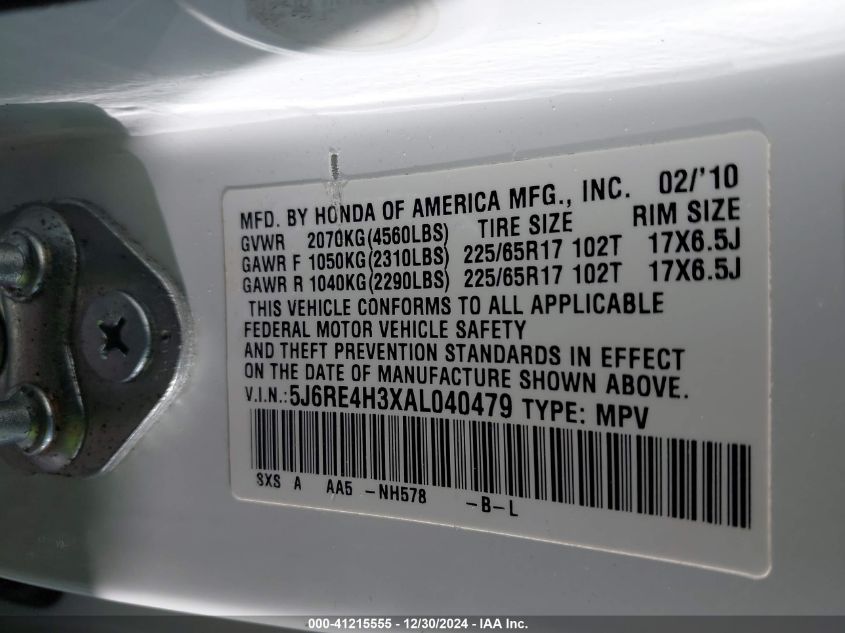 MFD. BY HONDA OF AMERICA MFG., INC. 02/'10
GVWR 2070KG(4560LBS) TIRE SIZE RIM SIZE
GAWR F 1050KG(2310LBS) 225/65R17 102T 17X6.5J
GAWR R 1040KG(2290LBS) 225/65R17 102T 17X6.5J
THIS VEHICLE CONFORMS TO ALL APPLICABLE
FEDERAL MOTOR VEHICLE SAFETY
AND THEFT PREVENTION STANDARDS IN EFFECT
ON THE DATE OF MANUFACTURE SHOWN ABOVE.
V.I.N.:5J6RE4H3XAL040479 TYPE: MPV
SXS A AA5 -NH578 -B-L
000-41215555 - 12/30/2024 - IAA Inc.